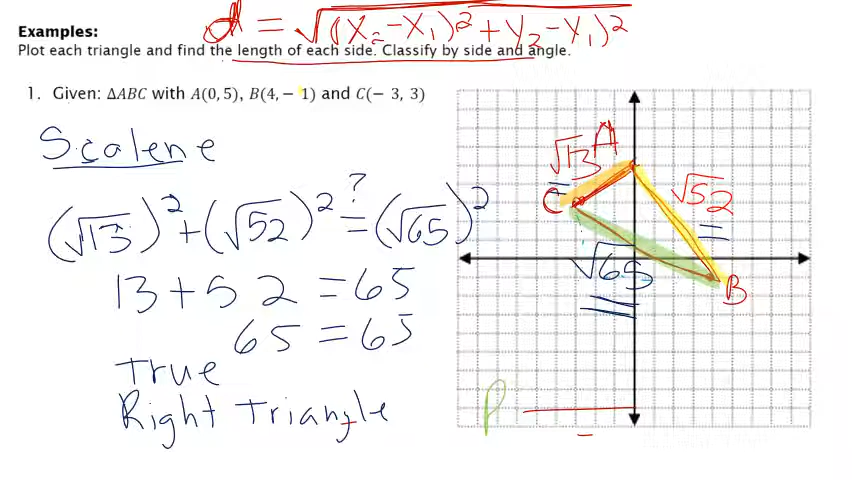 d = √((x₂ -x₁)² + y₂ - y₁)²
Examples:
Plot each triangle and find the length of each side. Classify by side and angle.
1. Given: ΔABC with A(0, 5), B(4, − 1) and C(− 3, 3)
Scalene
(√13)² + (√52)² ≟ (√65)²
13 + 52 = 65
65 = 65
True
Right Triangle
√13 A
C
√52
√65
B
P